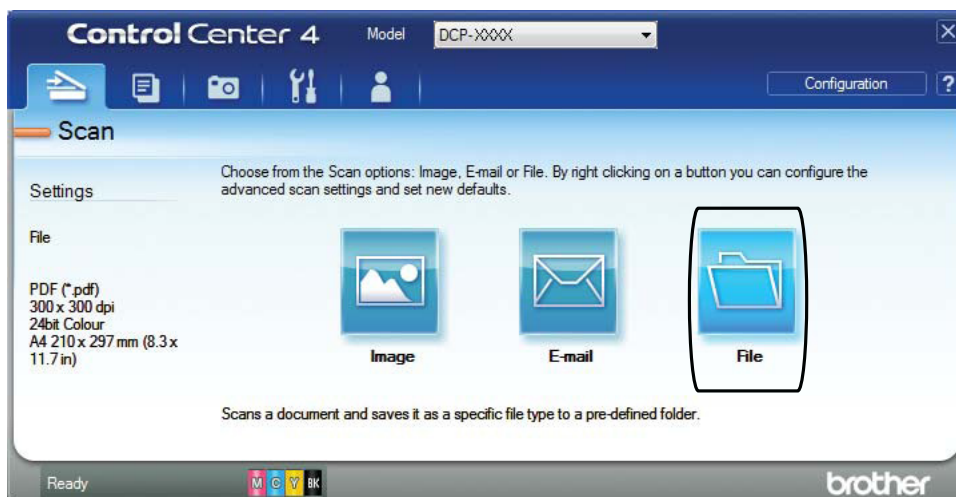 Control Center 4 Model DCP-XXXX
Configuration ?
Scan
Choose from the Scan options: Image, E-mail or File. By right clicking on a button you can configure the
advanced scan settings and set new defaults.
Settings
File
PDF (*.pdf)
300 x 300 dpi
24bit Colour
A4 210 x 297 mm (8.3 x
11.7 in)
Image E-mail File
Scans a document and saves it as a specific file type to a pre-defined folder.
Ready M C Y BK brother